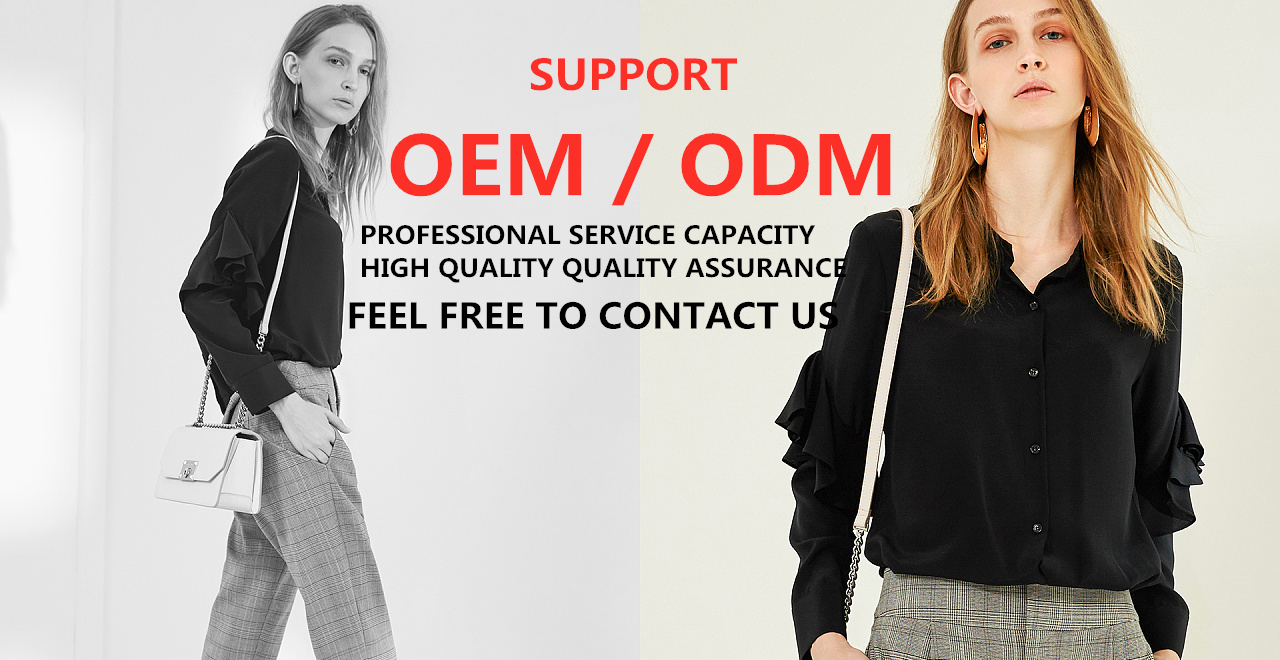 SUPPORT
OEM / ODM
PROFESSIONAL SERVICE CAPACITY
HIGH QUALITY QUALITY ASSURANCE
FEEL FREE TO CONTACT US